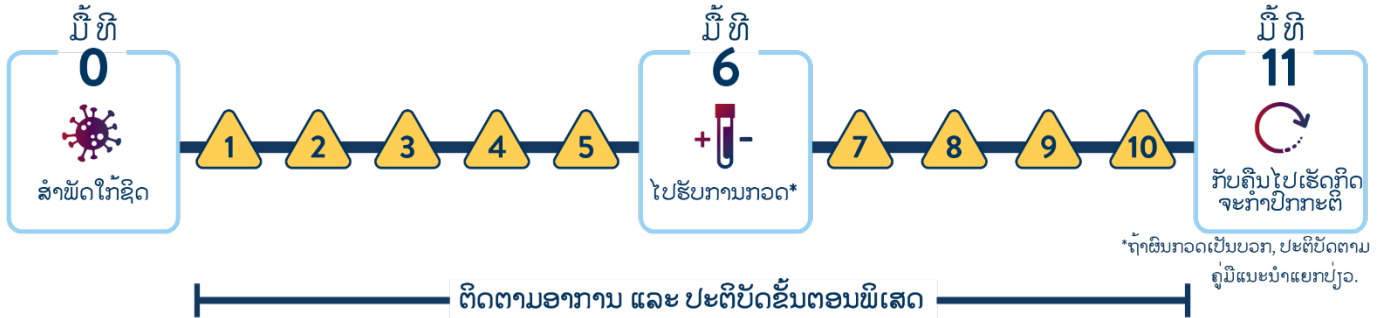 ມື້ ທີ
0
ສຳພັດໃກ້ຊິດ
1
2
3
4
5
ມື້ ທີ
6
+ -
ໄປຮັບການກວດ*
7
8
9
10
ມື້ ທີ
11
ກັບຄືນໄປເຮັດກິດ
ຈະກຳປົກກະຕິ
*ຖ້າຜົນກວດເປັນບວກ, ປະຕິບັດຕາມ
ຄູ່ມືແນະນຳແຍກປ່ຽວ.
ຕິດຕາມອາການ ແລະ ປະຕິບັດຂັ້ນຕອນພິເສດ